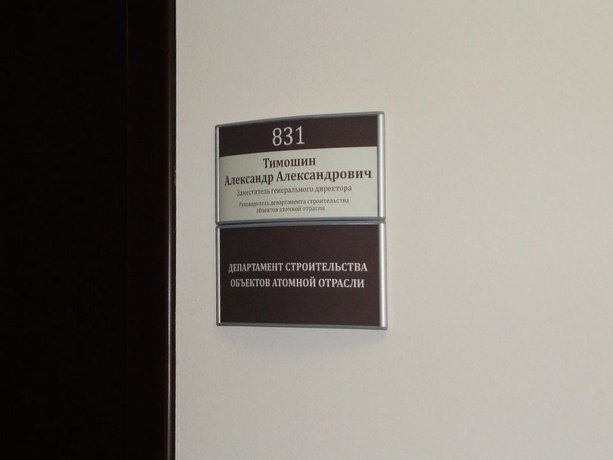 831
Тимошин
Александр Александрович
Заместитель генерального директора
Руководитель департамента строительства
объектов атомной отрасли
ДЕПАРТАМЕНТ СТРОИТЕЛЬСТВА
ОБЪЕКТОВ АТОМНОЙ ОТРАСЛИ